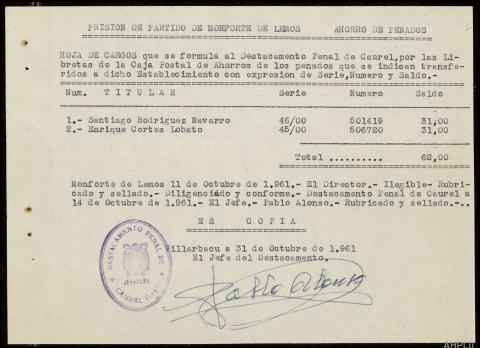 PRISION DE PARTIDO DE MONFORTE DE LEMOS AHORRO DE PENADOS
HOJA DE CARGOS que se formula al Destacamento Penal de Caurel, por las Li-
bretas de la Caja Postal de Ahorros de los penados que se indican transfe-
ridos a dicho Establecimiento con expresion de Serie, Numero y Saldo.-
Num. T I T U L A R Serie Numero Saldo
1.- Santiago Rodriguez Navarro 46/00 501419 31,00
2.- Enrique Cortes Lobato 45/00 506720 31,00
Total .......... 62,00
Monforte de Lemos 11 de Octubre de 1.961.- El Director.- Ilegible- Rubri-
cado y sellado.- Diligenciado y conforme.- Destacamento Penal de Caurel a
14 de Octubre de 1.961.- El Jefe.- Pablo Alonso.- Rubricado y sellado.-..
ES COPIA
Villarbacu a 31 de Octubre de 1.961
El Jefe del Destacamento.
DESTACAMENTO PENAL DE
CAUREL
Pablo Alonso